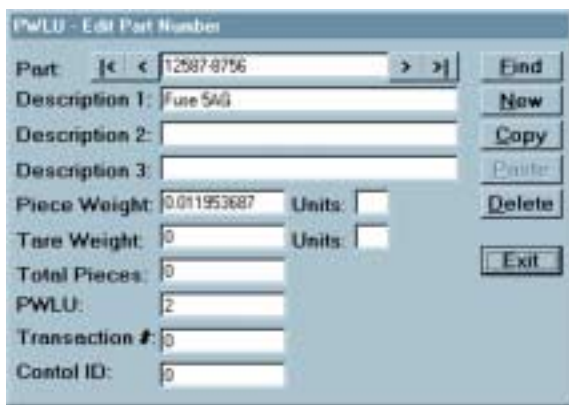 PWLU - Edit Part Number
Part: |< < 12587-8756 > >| Find
Description 1: Fuse 5AG New
Description 2: Copy
Description 3: Paste
Piece Weight: 0.011953687 Units: Delete
Tare Weight: 0 Units:
Exit
Total Pieces: 0
PWLU: 2
Transaction #: 0
Contol ID: 0